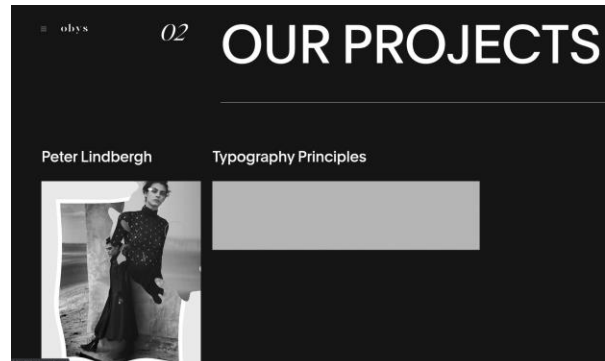 obys
02
OUR PROJECTS
Peter Lindbergh
Typography Principles